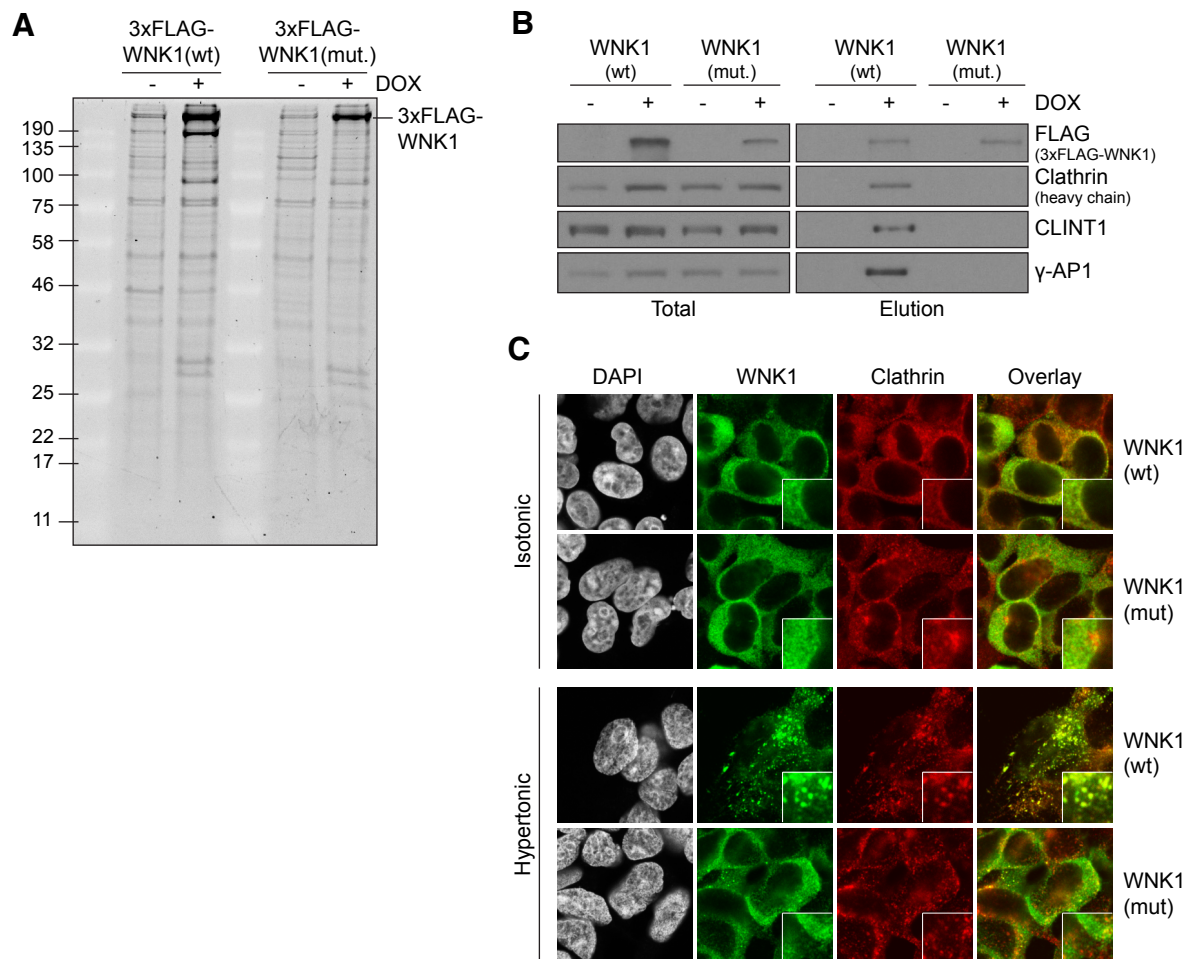 A
3xFLAG-
WNK1(wt)
3xFLAG-
WNK1(mut.)
- + - + DOX
3xFLAG-
WNK1
190
135
100
75
58
46
32
25
22
17
11
B
WNK1
(wt)
WNK1
(mut.)
WNK1
(wt)
WNK1
(mut.)
- + - + - + - + DOX
FLAG
(3xFLAG-WNK1)
Clathrin
(heavy chain)
CLINT1
γ-AP1
Total Elution
C
DAPI WNK1 Clathrin Overlay
Isotonic
WNK1
(wt)
WNK1
(mut)
Hypertonic
WNK1
(wt)
WNK1
(mut)